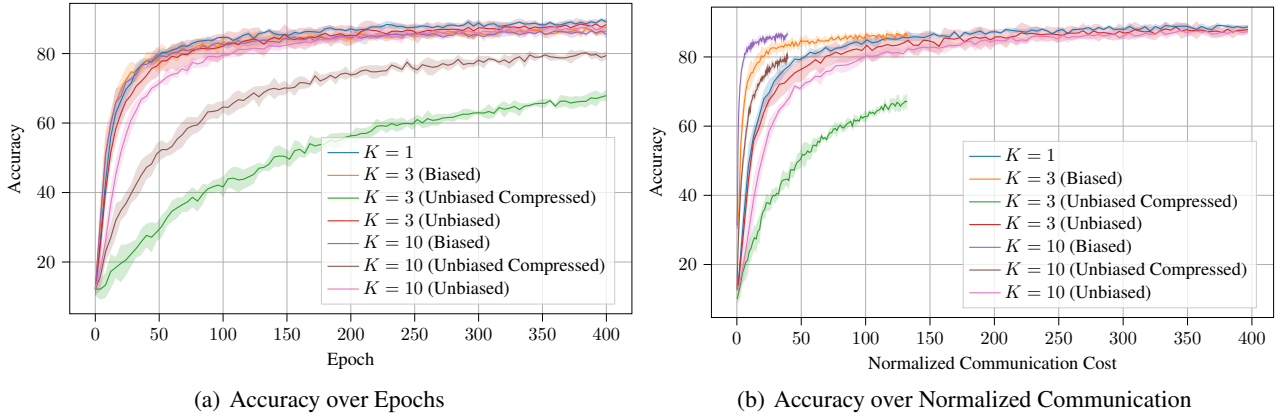 80
60
40
20
Accuracy
0
50
100
150
200
250
300
350
400
Epoch
K = 1
K = 3 (Biased)
K = 3 (Unbiased Compressed)
K = 3 (Unbiased)
K = 10 (Biased)
K = 10 (Unbiased Compressed)
K = 10 (Unbiased)
(a) Accuracy over Epochs
80
60
40
20
Accuracy
0
50
100
150
200
250
300
350
400
Normalized Communication Cost
K = 1
K = 3 (Biased)
K = 3 (Unbiased Compressed)
K = 3 (Unbiased)
K = 10 (Biased)
K = 10 (Unbiased Compressed)
K = 10 (Unbiased)
(b) Accuracy over Normalized Communication